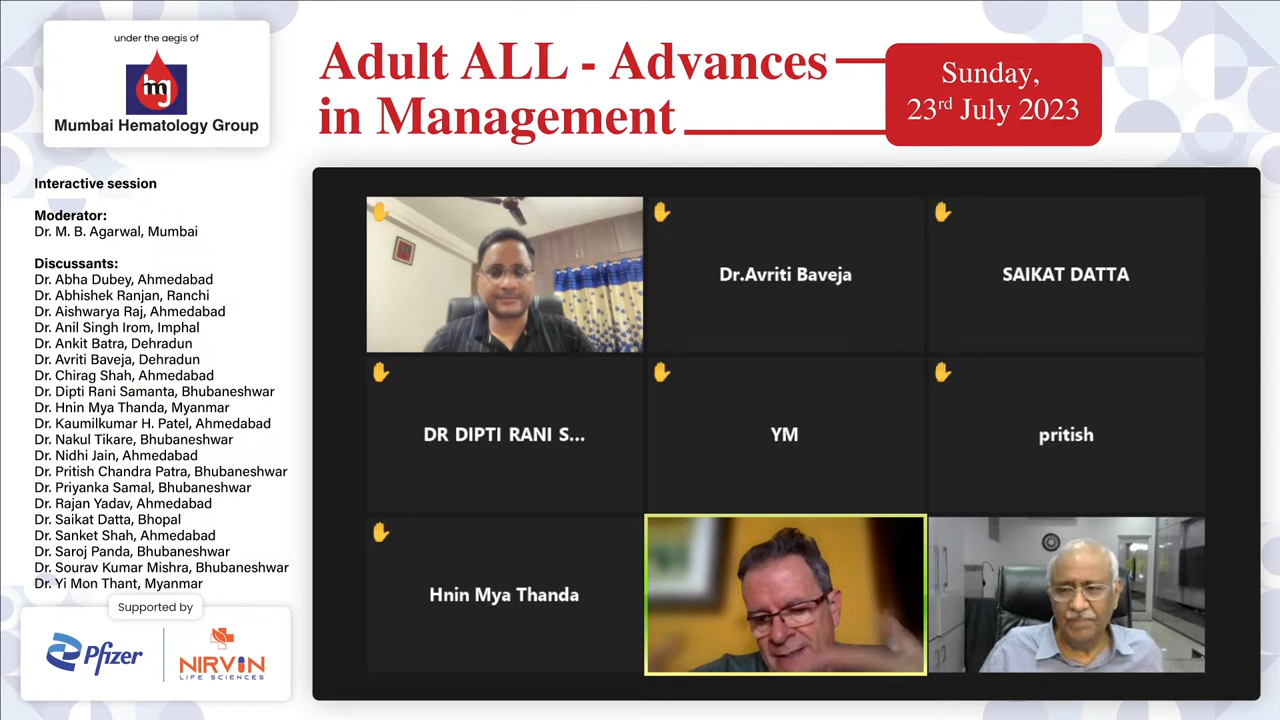 under the aegis of
mhg
Mumbai Hematology Group
Adult ALL - Advances
in Management
Sunday,
23rd July 2023
Interactive session
Moderator:
Dr. M. B. Agarwal, Mumbai
Discussants:
Dr. Abha Dubey, Ahmedabad
Dr. Abhishek Ranjan, Ranchi
Dr. Aishwarya Raj, Ahmedabad
Dr. Anil Singh Irom, Imphal
Dr. Ankit Batra, Dehradun
Dr. Avriti Baveja, Dehradun
Dr. Chirag Shah, Ahmedabad
Dr. Dipti Rani Samanta, Bhubaneshwar
Dr. Hnin Mya Thanda, Myanmar
Dr. Kaumilkumar H. Patel, Ahmedabad
Dr. Nakul Tikare, Bhubaneshwar
Dr. Nidhi Jain, Ahmedabad
Dr. Pritish Chandra Patra, Bhubaneshwar
Dr. Priyanka Samal, Bhubaneshwar
Dr. Rajan Yadav, Ahmedabad
Dr. Saikat Datta, Bhopal
Dr. Sanket Shah, Ahmedabad
Dr. Saroj Panda, Bhubaneshwar
Dr. Sourav Kumar Mishra, Bhubaneshwar
Dr. Yi Mon Thant, Myanmar
Supported by
Pfizer
NIRVIN
LIFE SCIENCES
Dr.Avriti Baveja
SAIKAT DATTA
DR DIPTI RANI S...
YM
pritish
Hnin Mya Thanda